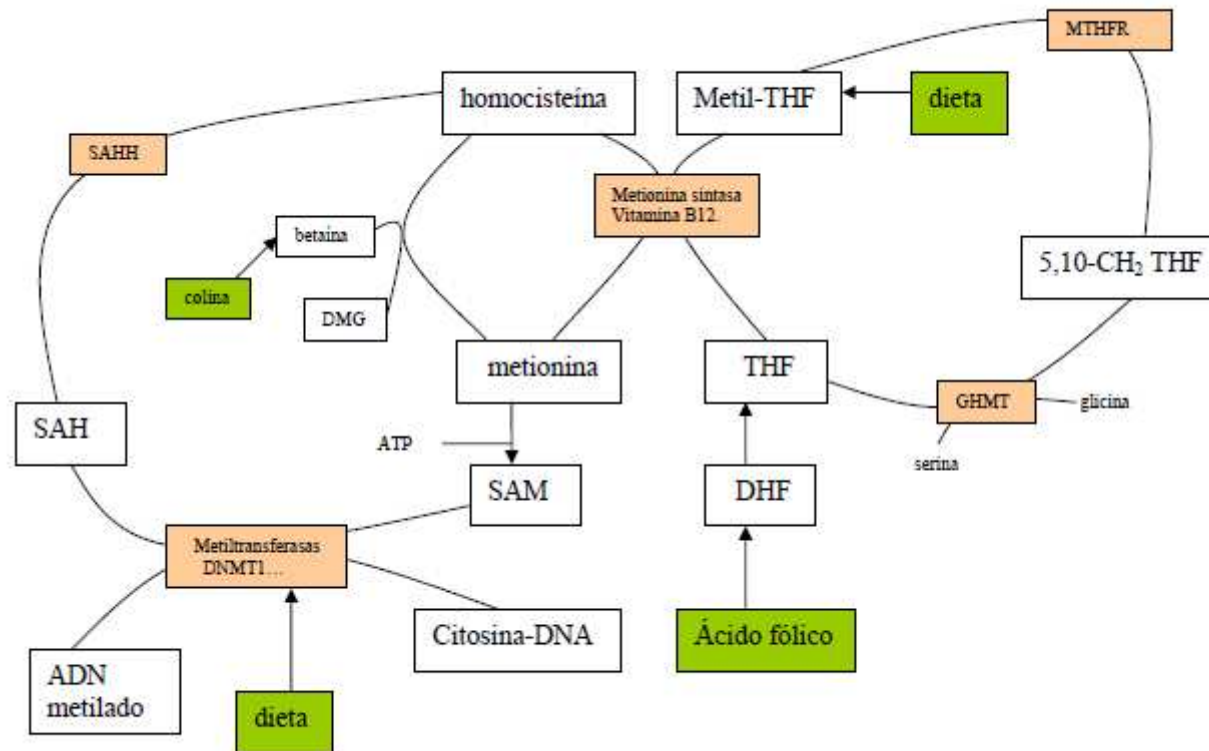 MTHFR
homocisteína
Metil-THF
dieta
SAHH
Metionina sintasa
Vitamina B12.
betaína
5,10-CH₂ THF
colina
DMG
metionina
THF
GHMT
glicina
SAH
ATP
serina
SAM
DHF
Metiltransferasas
DNMT1…
Citosina-DNA
Ácido fólico
ADN
metilado
dieta